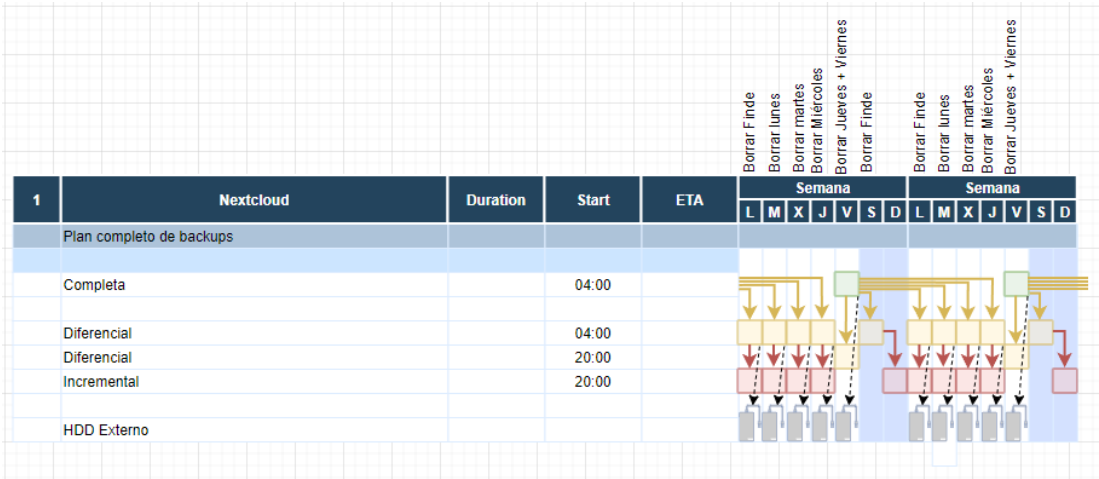 Borrar Finde
Borrar lunes
Borrar martes
Borrar Miércoles
Borrar Jueves + Viernes
Borrar Finde
Borrar Finde
Borrar lunes
Borrar martes
Borrar Miércoles
Borrar Jueves + Viernes
1 Nextcloud Duration Start ETA Semana Semana
L M X J V S D L M X J V S D
Plan completo de backups
Completa 04:00
Diferencial 04:00
Diferencial 20:00
Incremental 20:00
HDD Externo